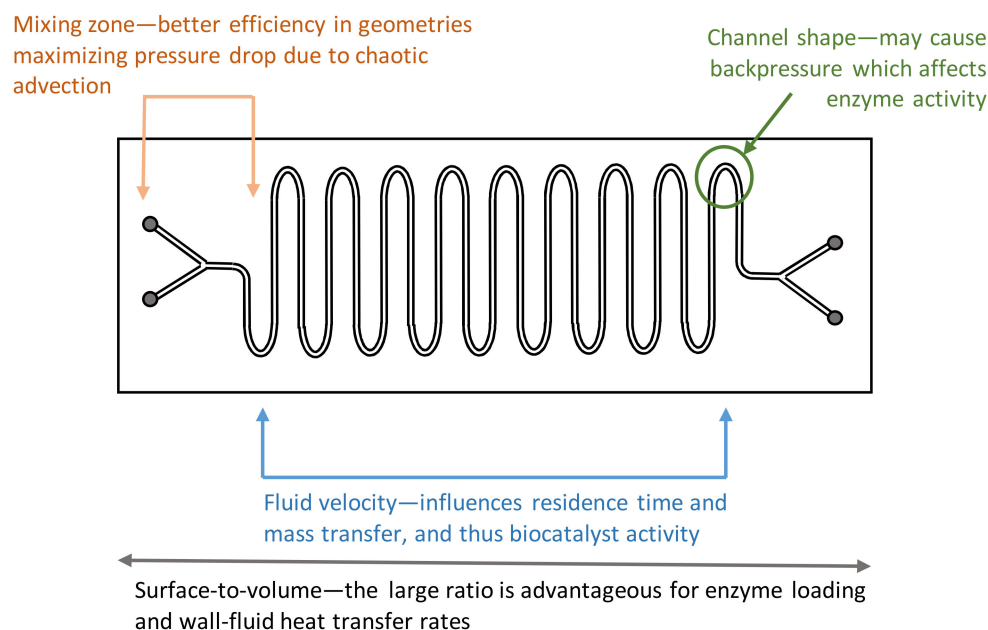 Mixing zone—better efficiency in geometries
maximizing pressure drop due to chaotic
advection
Channel shape—may cause
backpressure which affects
enzyme activity
Fluid velocity—influences residence time and
mass transfer, and thus biocatalyst activity
Surface-to-volume—the large ratio is advantageous for enzyme loading
and wall-fluid heat transfer rates